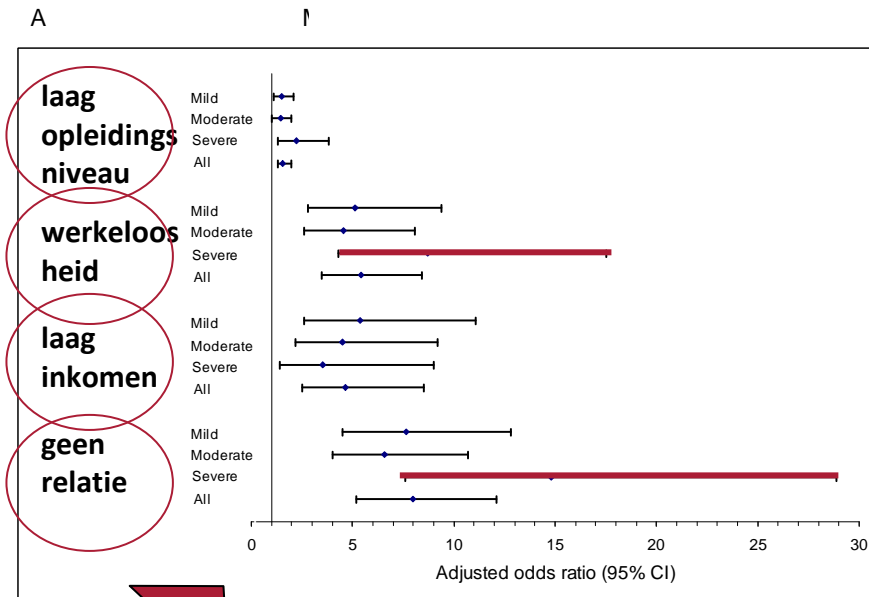 A
laag
opleidings
niveau
Mild
Moderate
Severe
All
werkeloos
heid
Mild
Moderate
Severe
All
laag
inkomen
Mild
Moderate
Severe
All
geen
relatie
Mild
Moderate
Severe
All
0 5 10 15 20 25 30
Adjusted odds ratio (95% CI)